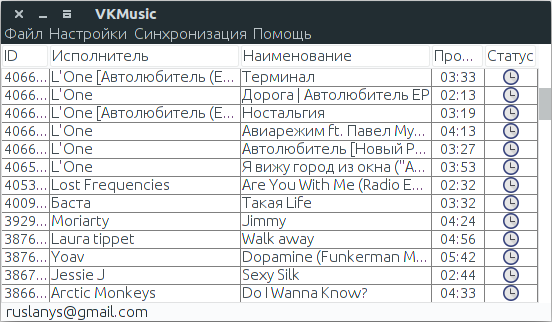 VKMusic
Файл Настройки Синхронизация Помощь
ID Исполнитель Наименование Про... Статус
4066... L'One [Автолюбитель (E... Терминал 03:33
4066... L'One Дорога | Автолюбитель EP 02:13
4066... L'One [Автолюбитель (E... Ностальгия 03:19
4066... L'One Авиарежим ft. Павел Му... 04:13
4066... L'One Автолюбитель [Новый Р... 03:27
4065... L'One Я вижу город из окна ("А... 03:53
4053... Lost Frequencies Are You With Me (Radio E... 02:32
4009... Баста Такая Life 03:32
3929... Moriarty Jimmy 04:24
3876... Laura tippet Walk away 04:56
3876... Yoav Dopamine (Funkerman M... 05:42
3867... Jessie J Sexy Silk 02:44
3866... Arctic Monkeys Do I Wanna Know? 04:33
ruslanys@gmail.com